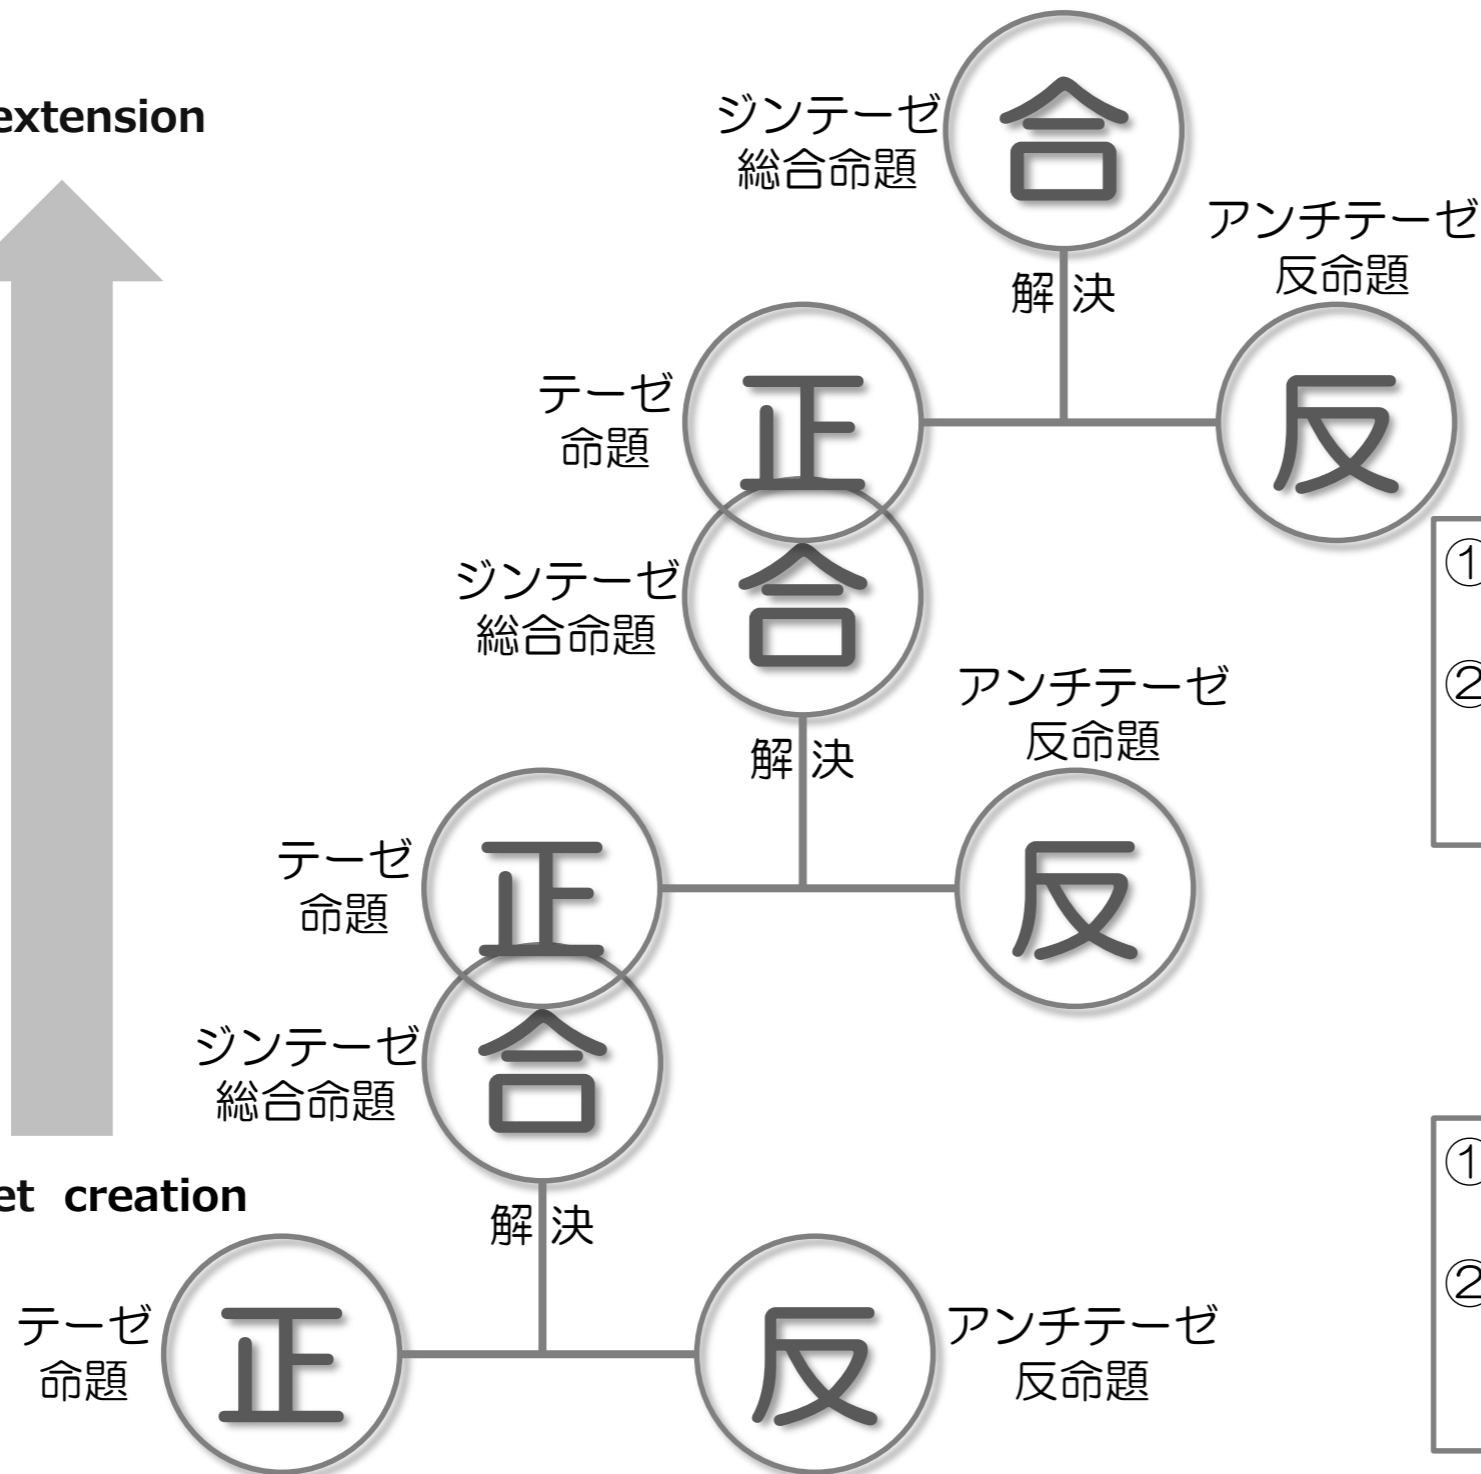 extension
合
ジンテーゼ
総合命題
アンチテーゼ
反命題
解決
正
反
テーゼ
命題
①
合
ジンテーゼ
総合命題
②
アンチテーゼ
反命題
解決
正
反
テーゼ
命題
合
ジンテーゼ
総合命題
①
et creation
解決
②
正
反
テーゼ
命題
アンチテーゼ
反命題